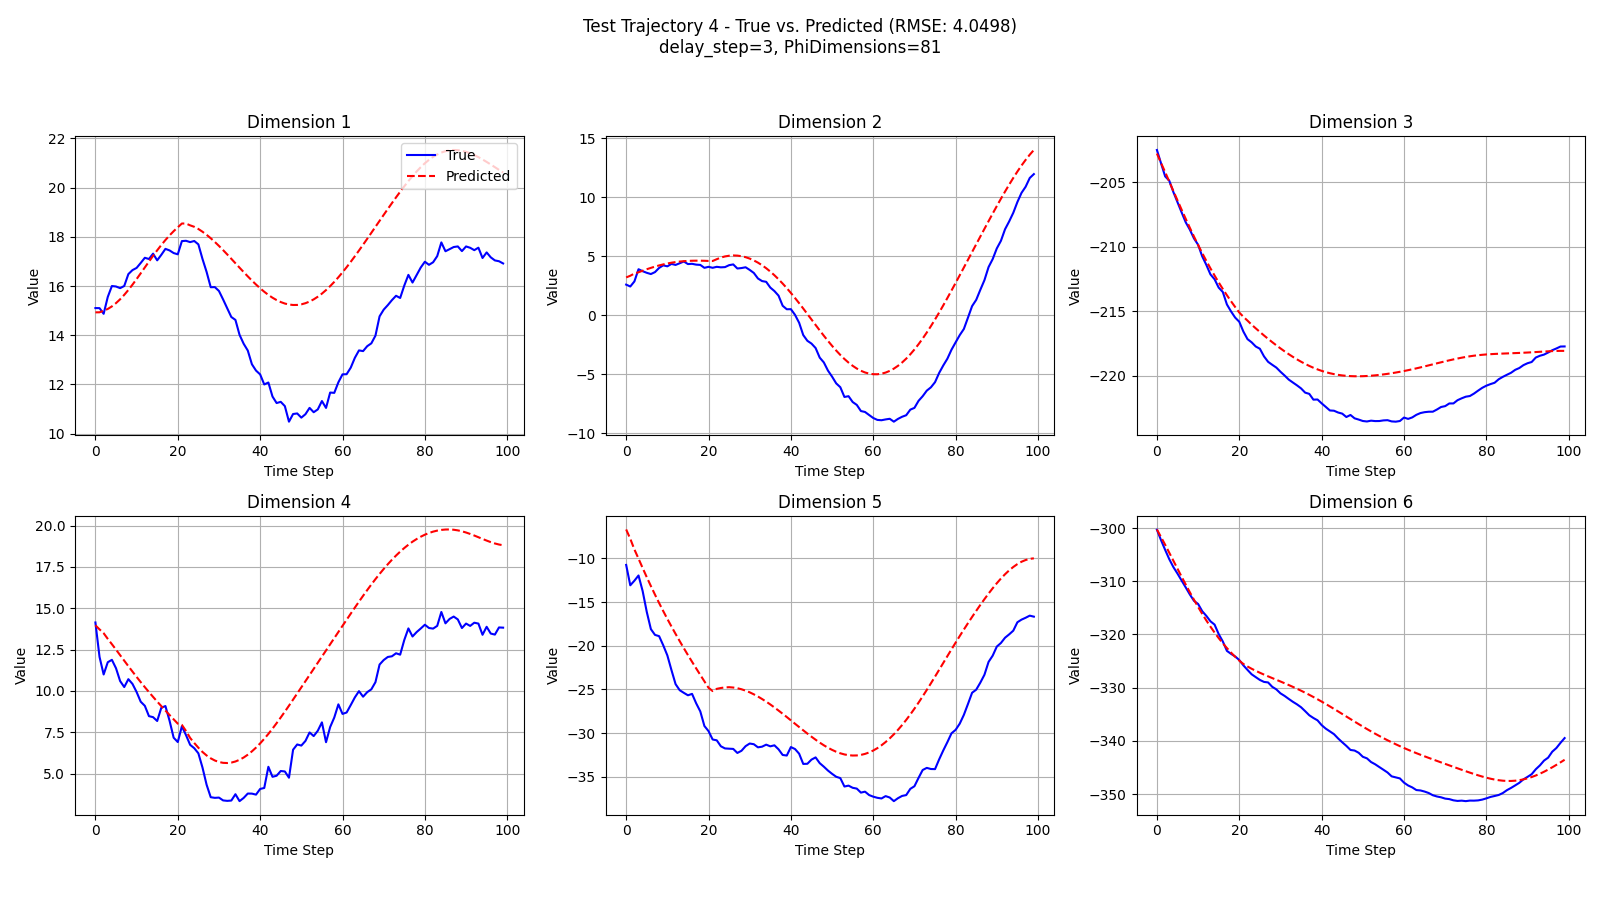 Test Trajectory 4 - True vs. Predicted (RMSE: 4.0498)
delay_step=3, PhiDimensions=81
Dimension 1
22
20
18
16
14
12
10
Value
0 20 40 60 80 100
Time Step
True
Predicted
Dimension 2
15
10
5
0
−5
−10
Value
0 20 40 60 80 100
Time Step
Dimension 3
−205
−210
−215
−220
Value
0 20 40 60 80 100
Time Step
Dimension 4
20.0
17.5
15.0
12.5
10.0
7.5
5.0
Value
0 20 40 60 80 100
Time Step
Dimension 5
−10
−15
−20
−25
−30
−35
Value
0 20 40 60 80 100
Time Step
Dimension 6
−300
−310
−320
−330
−340
−350
Value
0 20 40 60 80 100
Time Step